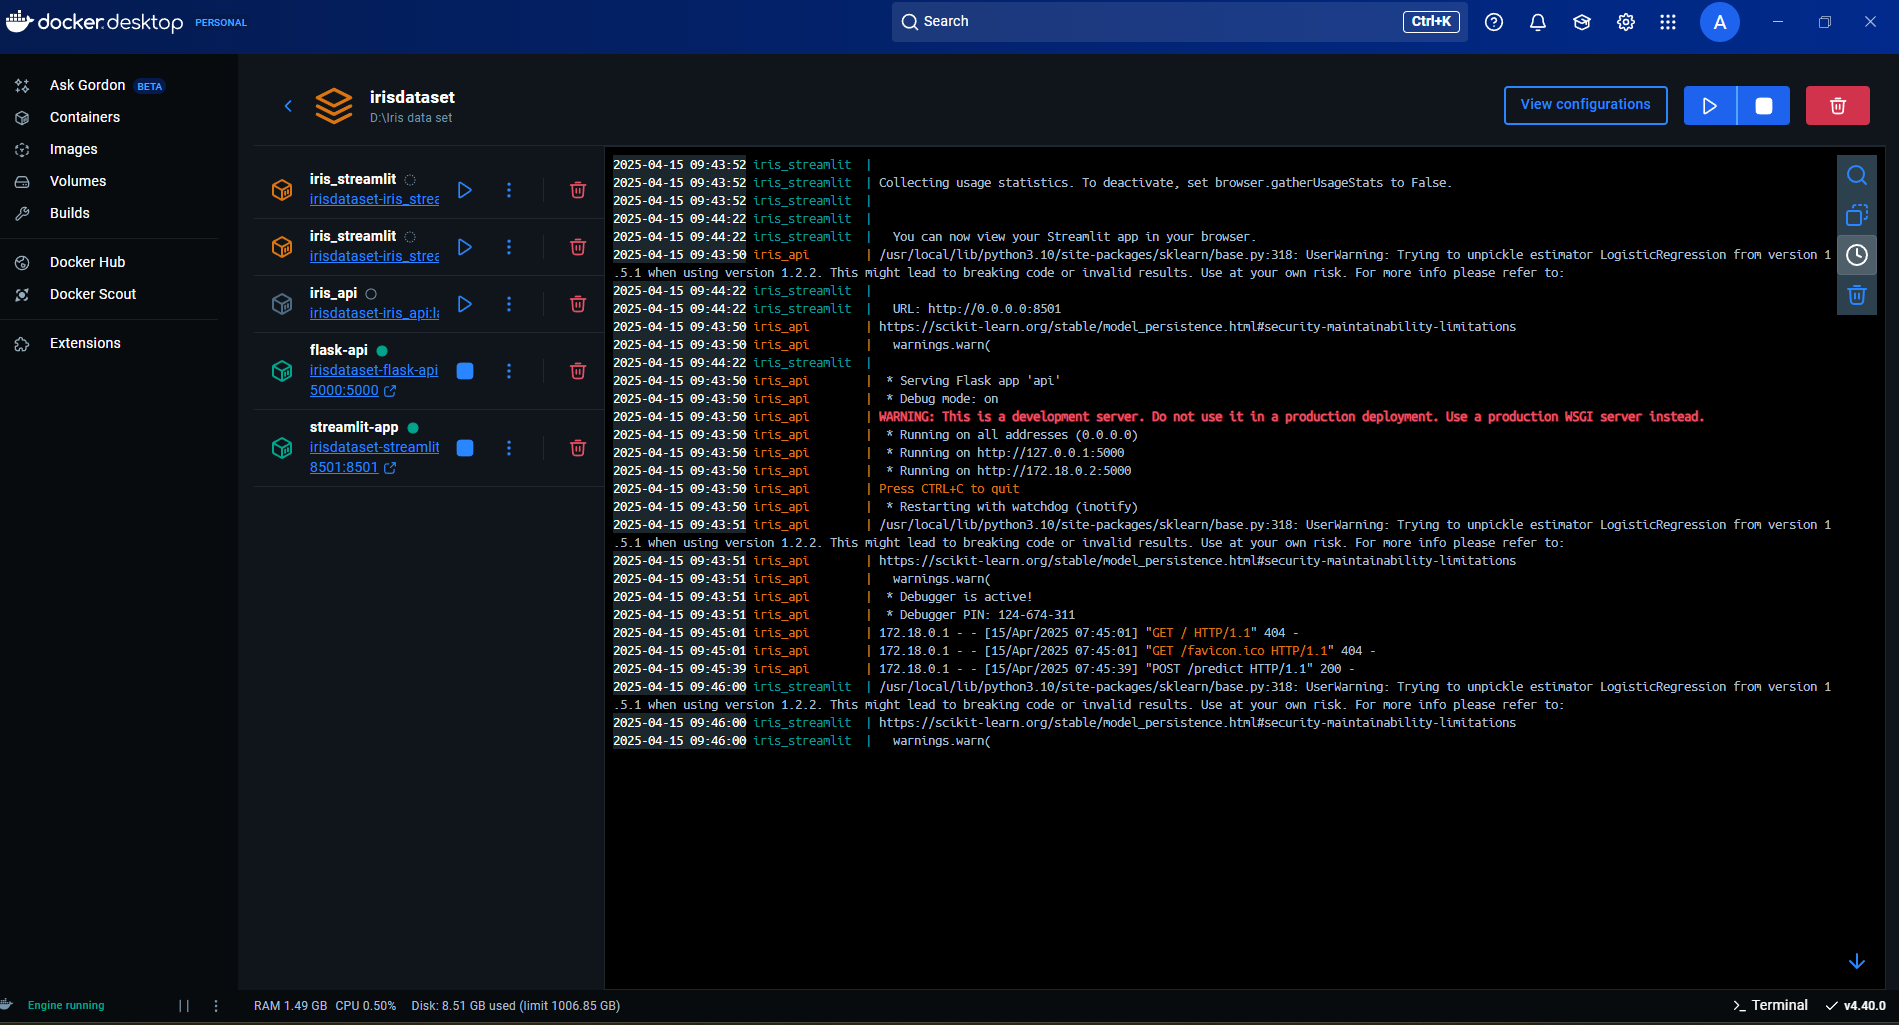 docker.desktop PERSONAL
Search
Ctrl+K
A
Ask Gordon BETA
Containers
Images
Volumes
Builds
Docker Hub
Docker Scout
Extensions
irisdataset
D:\Iris data set
View configurations
iris_streamlit
irisdataset-iris_strea
iris_streamlit
irisdataset-iris_strea
iris_api
irisdataset-iris_api:la
flask-api
irisdataset-flask-api
5000:5000
streamlit-app
irisdataset-streamlit
8501:8501
2025-04-15 09:43:52 iris_streamlit |
2025-04-15 09:43:52 iris_streamlit | Collecting usage statistics. To deactivate, set browser.gatherUsageStats to False.
2025-04-15 09:43:52 iris_streamlit |
2025-04-15 09:44:22 iris_streamlit |
2025-04-15 09:44:22 iris_streamlit | You can now view your Streamlit app in your browser.
2025-04-15 09:43:50 iris_api | /usr/local/lib/python3.10/site-packages/sklearn/base.py:318: UserWarning: Trying to unpickle estimator LogisticRegression from version 1
.5.1 when using version 1.2.2. This might lead to breaking code or invalid results. Use at your own risk. For more info please refer to:
2025-04-15 09:44:22 iris_streamlit |
2025-04-15 09:44:22 iris_streamlit | URL: http://0.0.0.0:8501
2025-04-15 09:43:50 iris_api | https://scikit-learn.org/stable/model_persistence.html#security-maintainability-limitations
2025-04-15 09:43:50 iris_api | warnings.warn(
2025-04-15 09:44:22 iris_streamlit |
2025-04-15 09:43:50 iris_api | * Serving Flask app 'api'
2025-04-15 09:43:50 iris_api | * Debug mode: on
2025-04-15 09:43:50 iris_api | WARNING: This is a development server. Do not use it in a production deployment. Use a production WSGI server instead.
2025-04-15 09:43:50 iris_api | * Running on all addresses (0.0.0.0)
2025-04-15 09:43:50 iris_api | * Running on http://127.0.0.1:5000
2025-04-15 09:43:50 iris_api | * Running on http://172.18.0.2:5000
2025-04-15 09:43:50 iris_api | Press CTRL+C to quit
2025-04-15 09:43:50 iris_api | * Restarting with watchdog (inotify)
2025-04-15 09:43:51 iris_api | /usr/local/lib/python3.10/site-packages/sklearn/base.py:318: UserWarning: Trying to unpickle estimator LogisticRegression from version 1
.5.1 when using version 1.2.2. This might lead to breaking code or invalid results. Use at your own risk. For more info please refer to:
2025-04-15 09:43:51 iris_api | https://scikit-learn.org/stable/model_persistence.html#security-maintainability-limitations
2025-04-15 09:43:51 iris_api | warnings.warn(
2025-04-15 09:43:51 iris_api | * Debugger is active!
2025-04-15 09:43:51 iris_api | * Debugger PIN: 124-674-311
2025-04-15 09:45:01 iris_api | 172.18.0.1 - - [15/Apr/2025 07:45:01] "GET / HTTP/1.1" 404 -
2025-04-15 09:45:01 iris_api | 172.18.0.1 - - [15/Apr/2025 07:45:01] "GET /favicon.ico HTTP/1.1" 404 -
2025-04-15 09:45:39 iris_api | 172.18.0.1 - - [15/Apr/2025 07:45:39] "POST /predict HTTP/1.1" 200 -
2025-04-15 09:46:00 iris_streamlit | /usr/local/lib/python3.10/site-packages/sklearn/base.py:318: UserWarning: Trying to unpickle estimator LogisticRegression from version 1
.5.1 when using version 1.2.2. This might lead to breaking code or invalid results. Use at your own risk. For more info please refer to:
2025-04-15 09:46:00 iris_streamlit | https://scikit-learn.org/stable/model_persistence.html#security-maintainability-limitations
2025-04-15 09:46:00 iris_streamlit | warnings.warn(
Engine running
RAM 1.49 GB CPU 0.50% Disk: 8.51 GB used (limit 1006.85 GB)
>_ Terminal
v4.40.0